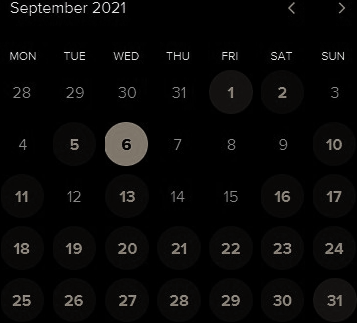 September 2021
MON TUE WED THU FRI SAT SUN
28 29 30 31 1 2 3
4 5 6 7 8 9 10
11 12 13 14 15 16 17
18 19 20 21 22 23 24
25 26 27 28 29 30 31